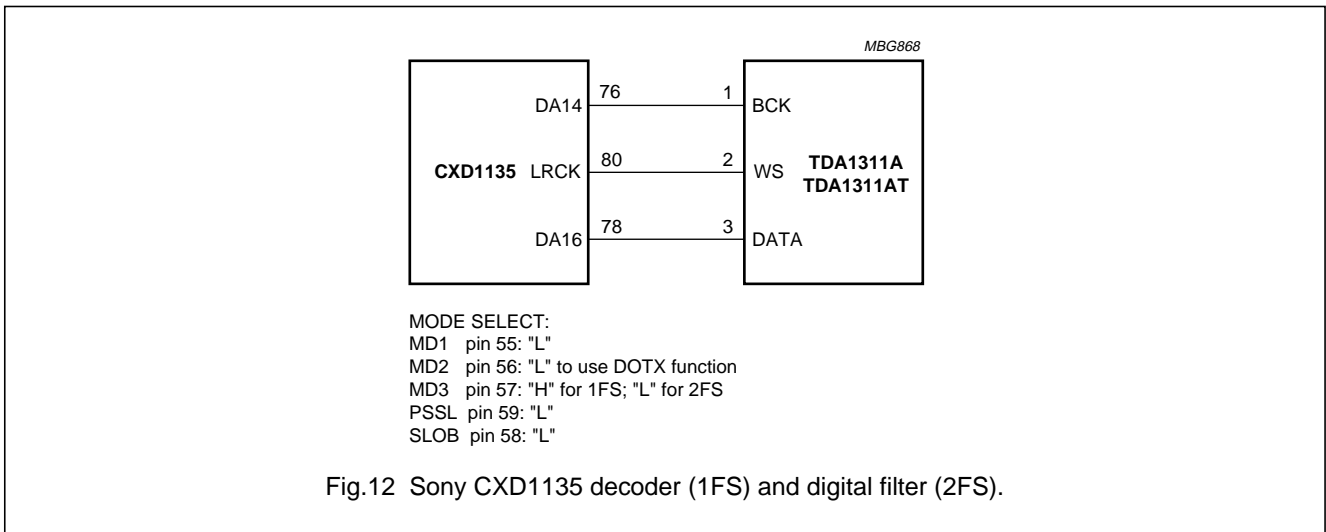 MBG868
DA14 76 1 BCK
CXD1135 LRCK 80 2 WS TDA1311A
TDA1311AT
DA16 78 3 DATA
MODE SELECT:
MD1 pin 55: "L"
MD2 pin 56: "L" to use DOTX function
MD3 pin 57: "H" for 1FS; "L" for 2FS
PSSL pin 59: "L"
SLOB pin 58: "L"
Fig.12 Sony CXD1135 decoder (1FS) and digital filter (2FS).